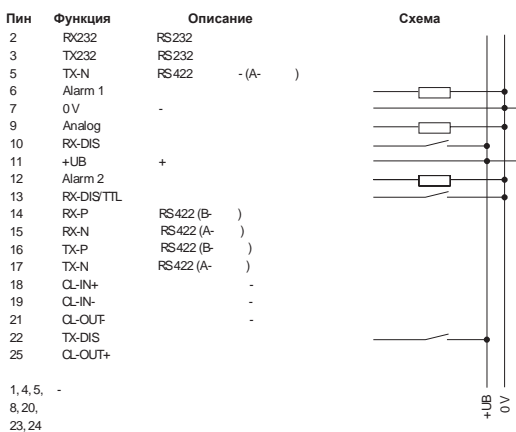 Пин Функция Описание Схема
2 RX232 RS232
3 TX232 RS232
5 TX-N RS422 - (A- )
6 Alarm 1
7 0 V -
9 Analog
10 RX-DIS
11 +UB +
12 Alarm 2
13 RX-DIS/TTL
14 RX-P RS422 (B- )
15 RX-N RS422 (A- )
16 TX-P RS422 (B- )
17 TX-N RS422 (A- )
18 CL-IN+ -
19 CL-IN- -
21 CL-OUT- -
22 TX-DIS
25 CL-OUT+
1, 4, 5, -
8, 20,
23, 24
+UB
0 V